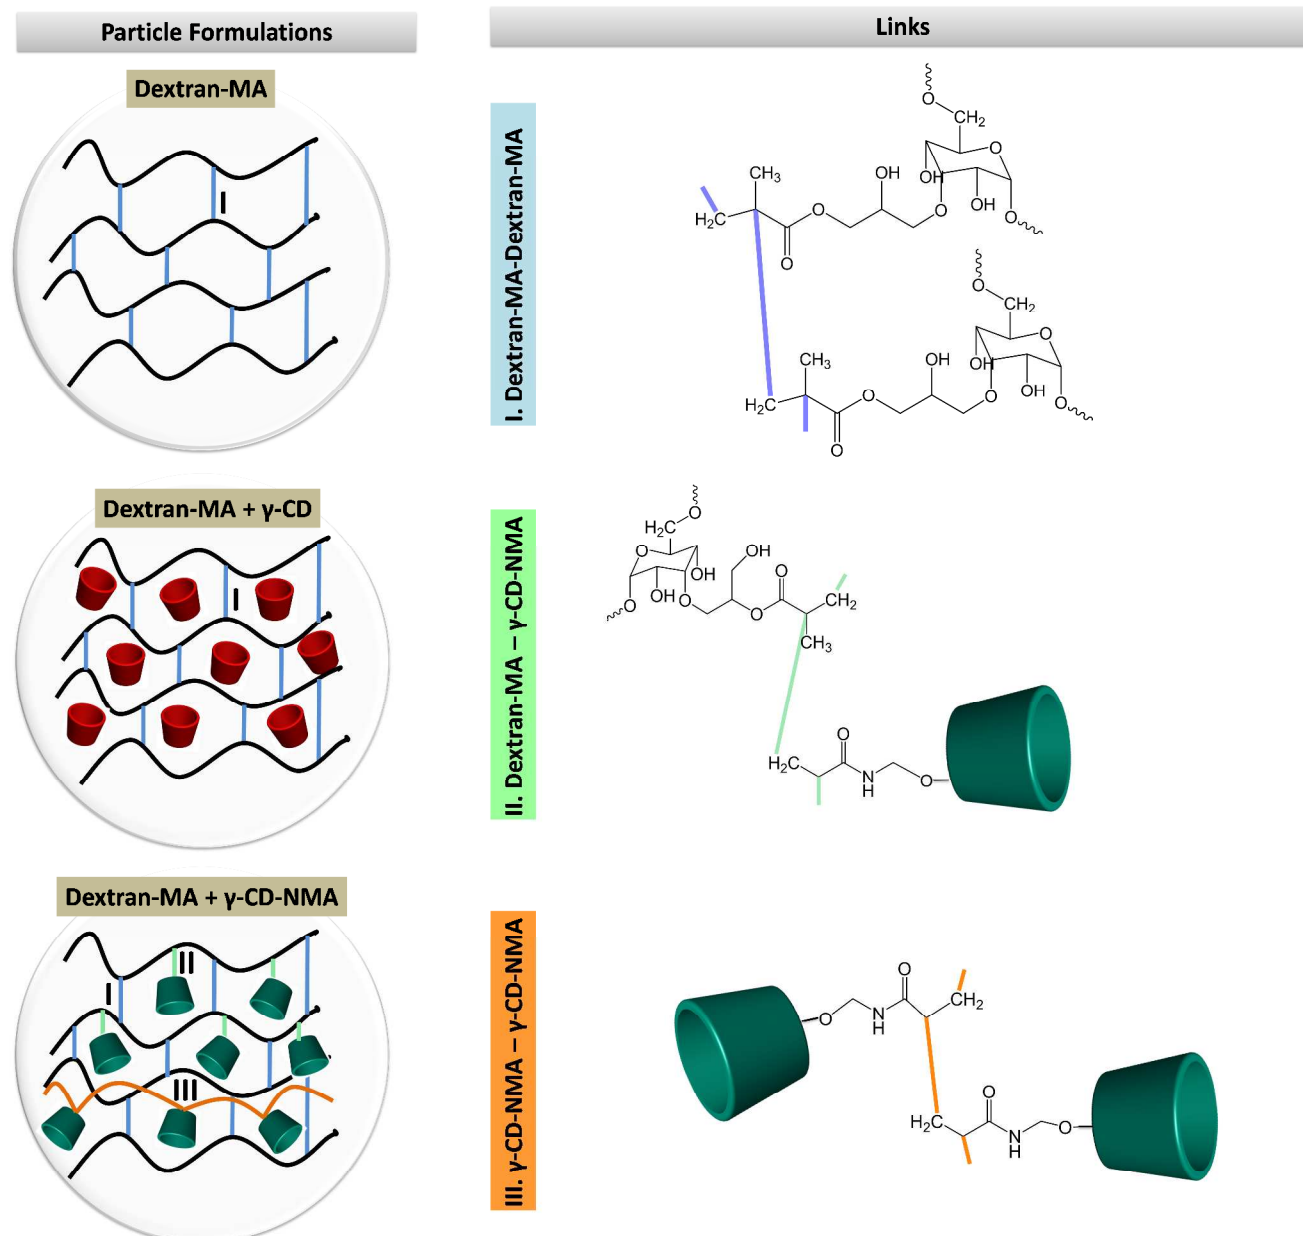 Particle Formulations
Links
Dextran-MA
I
Dextran-MA + γ-CD
I
Dextran-MA + γ-CD-NMA
II
I
III
I. Dextran-MA-Dextran-MA
O
CH2
O
OH
OH
O
CH3
OH
H2C
O
O
O
O
CH2
O
OH
OH
O
CH3
OH
H2C
O
O
O
II. Dextran-MA – γ-CD-NMA
O
H2C
O
OH
OH
O
O
OH
O
O
CH2
CH3
O
H2C
N
H
O
III. γ-CD-NMA – γ-CD-NMA
O
CH2
O
N
H
O
H2C
N
H
O